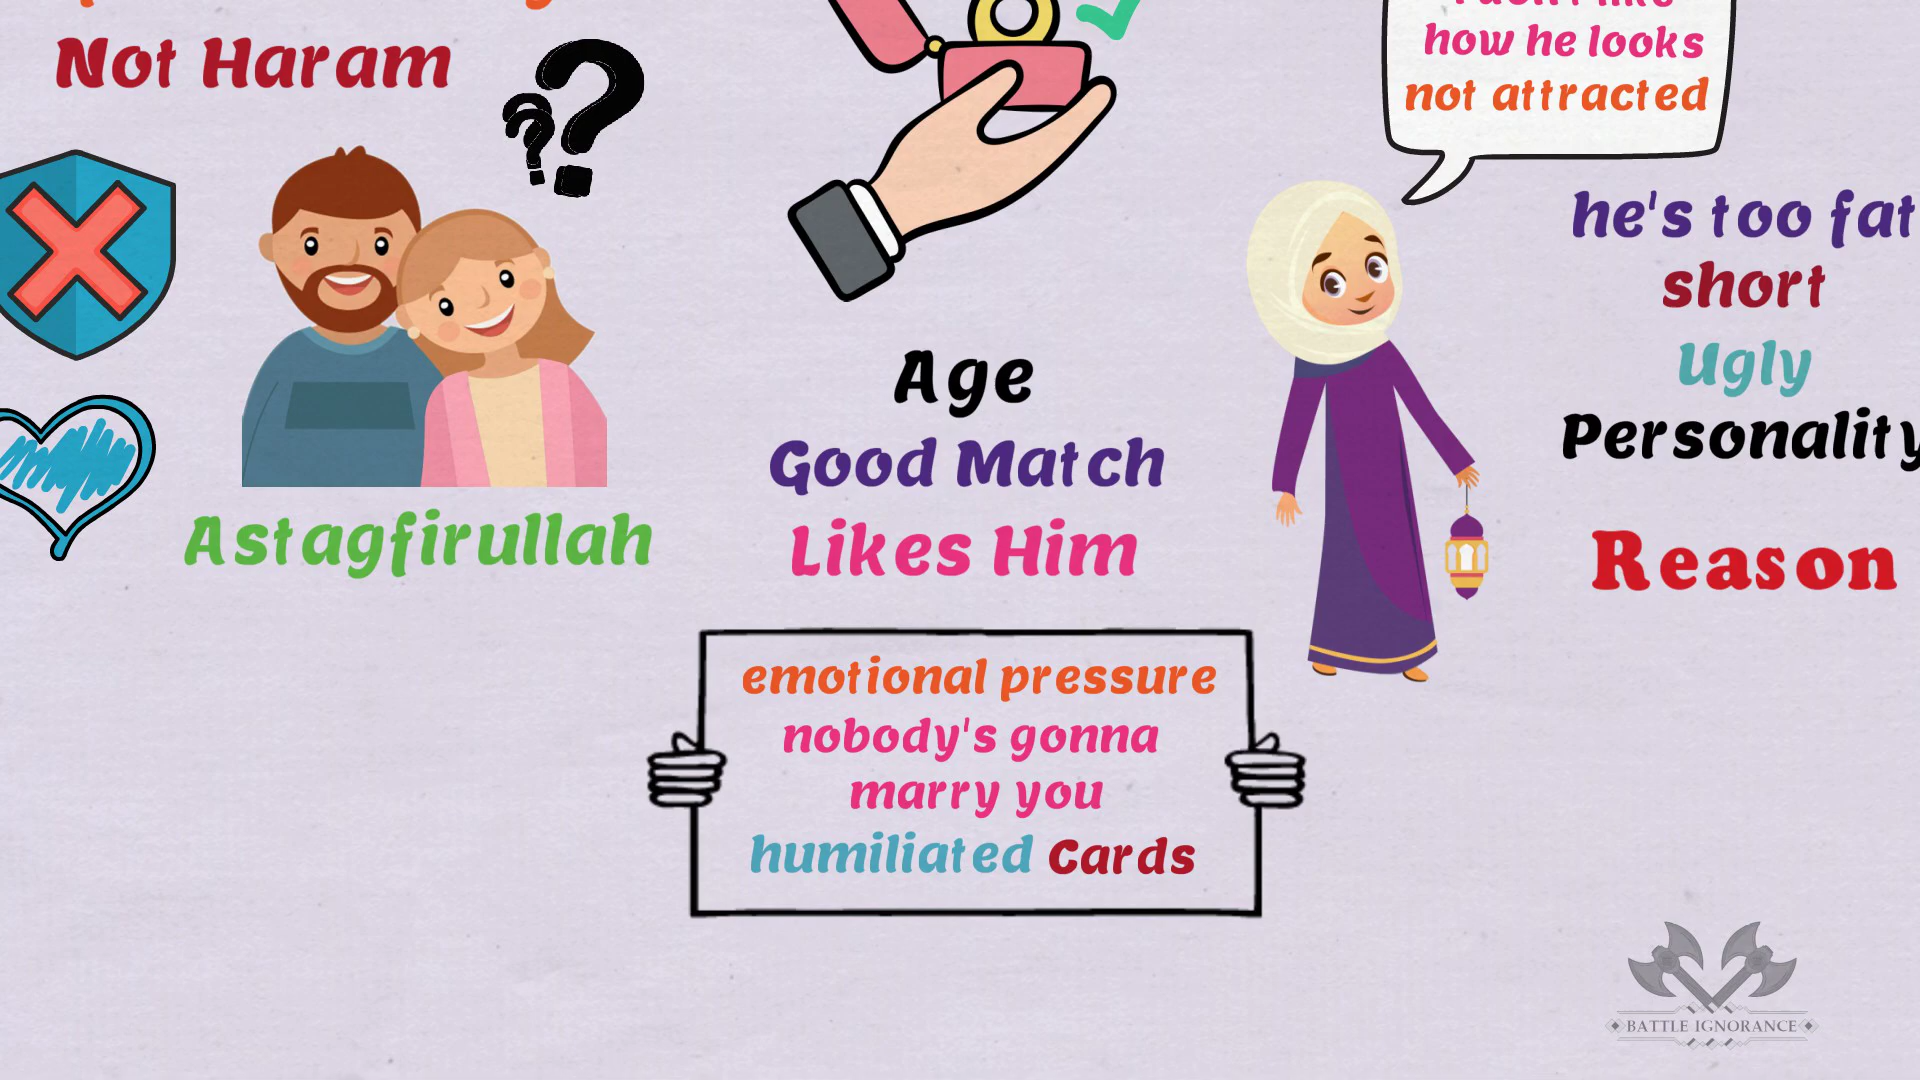 Not Haram
Astagfirullah
Age
Good Match
Likes Him
emotional pressure
nobody's gonna
marry you
humiliated Cards
how he looks
not attracted
he's too fat
short
Ugly
Personality
Reason
BATTLE IGNORANCE